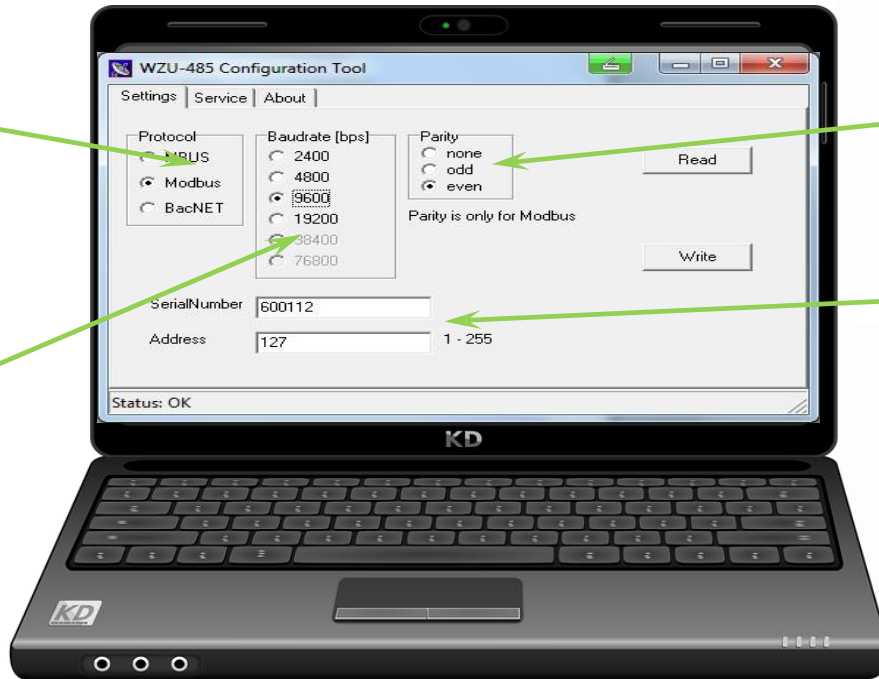 WZU-485 Configuration Tool
Settings Service About
Protocol
MBUS
Modbus
BacNET
Baudrate [bps]
2400
4800
9600
19200
38400
76800
Parity
none
odd
even
Parity is only for Modbus
Read
Write
SerialNumber 600112
Address 127 1 - 255
Status: OK
KD
KD